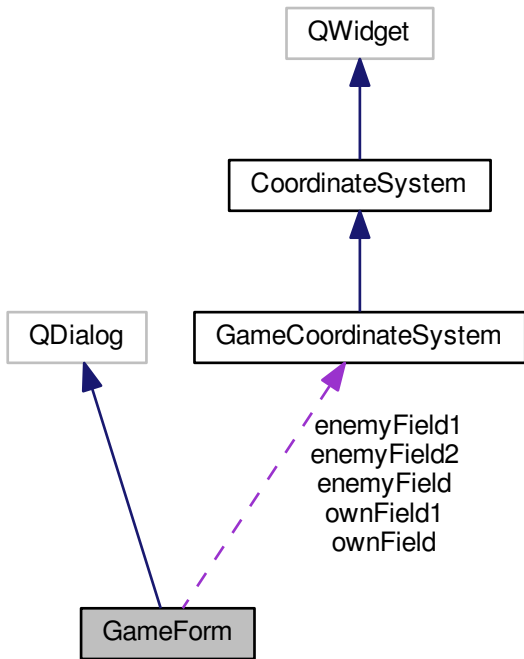 QWidget
CoordinateSystem
QDialog
GameCoordinateSystem
enemyField1
enemyField2
enemyField
ownField1
ownField
GameForm